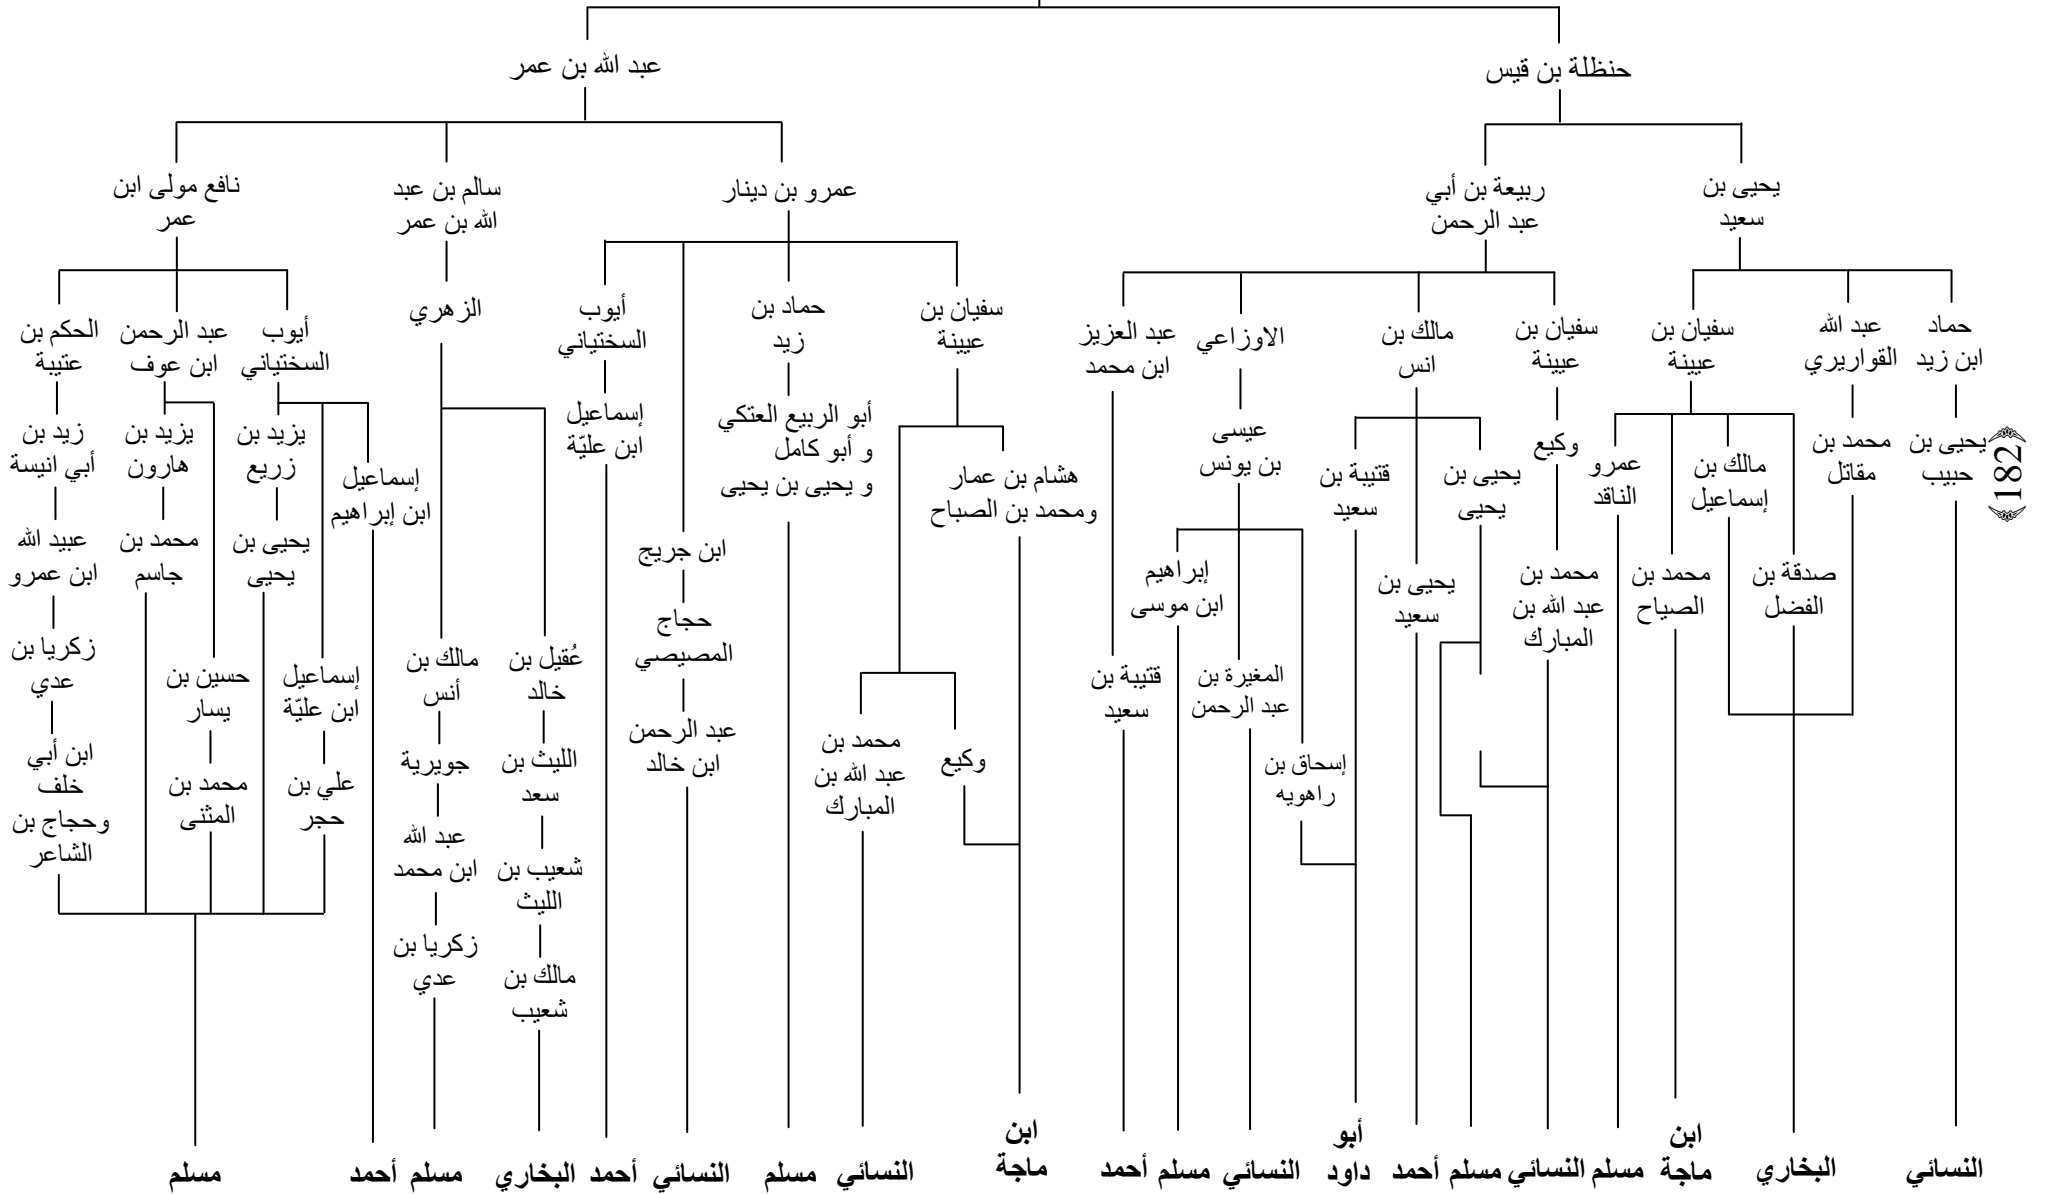 حنظلة بن قيس
عبد الله بن عمر
يحيى بن
سعيد
ربيعة بن أبي
عبد الرحمن
عمرو بن دينار
سالم بن عبد
الله بن عمر
نافع مولى ابن
عمر
حماد
ابن زيد
عبد الله
القواريري
سفيان بن
عيينة
سفيان بن
عيينة
مالك بن
انس
الاوزاعي
عبد العزيز
ابن محمد
سفيان بن
عيينة
حماد بن
زيد
أيوب
السختياني
الزهري
أيوب
السختياني
عبد الرحمن
ابن عوف
الحكم بن
عتيبة
﴿182﴾
يحيى بن
حبيب
محمد بن
مقاتل
مالك بن
إسماعيل
عمرو
الناقد
وكيع
يحيى بن
يحيى
قتيبة بن
سعيد
عيسى
بن يونس
هشام بن عمار
ومحمد بن الصباح
أبو الربيع العتكي
و أبو كامل
و يحيى بن يحيى
إسماعيل
ابن عليّة
إسماعيل
ابن إبراهيم
يزيد بن
زريع
يزيد بن
هارون
زيد بن
أبي انيسة
صدقة بن
الفضل
محمد بن
الصياح
محمد بن
عبد الله بن
المبارك
يحيى بن
سعيد
إبراهيم
ابن موسى
ابن جريج
يحيى بن
يحيى
محمد بن
جاسم
عبيد الله
ابن عمرو
المغيرة بن
عبد الرحمن
قتيبة بن
سعيد
حجاج
المصيصي
عُقيل بن
خالد
مالك بن
أنس
إسماعيل
ابن عليّة
حسين بن
يسار
زكريا بن
عدي
إسحاق بن
راهويه
وكيع
محمد بن
عبد الله بن
المبارك
عبد الرحمن
ابن خالد
الليث بن
سعد
جويرية
علي بن
حجر
محمد بن
المثنى
ابن أبي
خلف
وحجاج بن
الشاعر
شعيب بن
الليث
عبد الله
ابن محمد
مالك بن
شعيب
زكريا بن
عدي
النسائي
البخاري
ابن
ماجة
مسلم
النسائي
مسلم
أحمد
أبو
داود
النسائي
مسلم
أحمد
ابن
ماجة
النسائي
مسلم
النسائي
أحمد
البخاري
مسلم
أحمد
مسلم